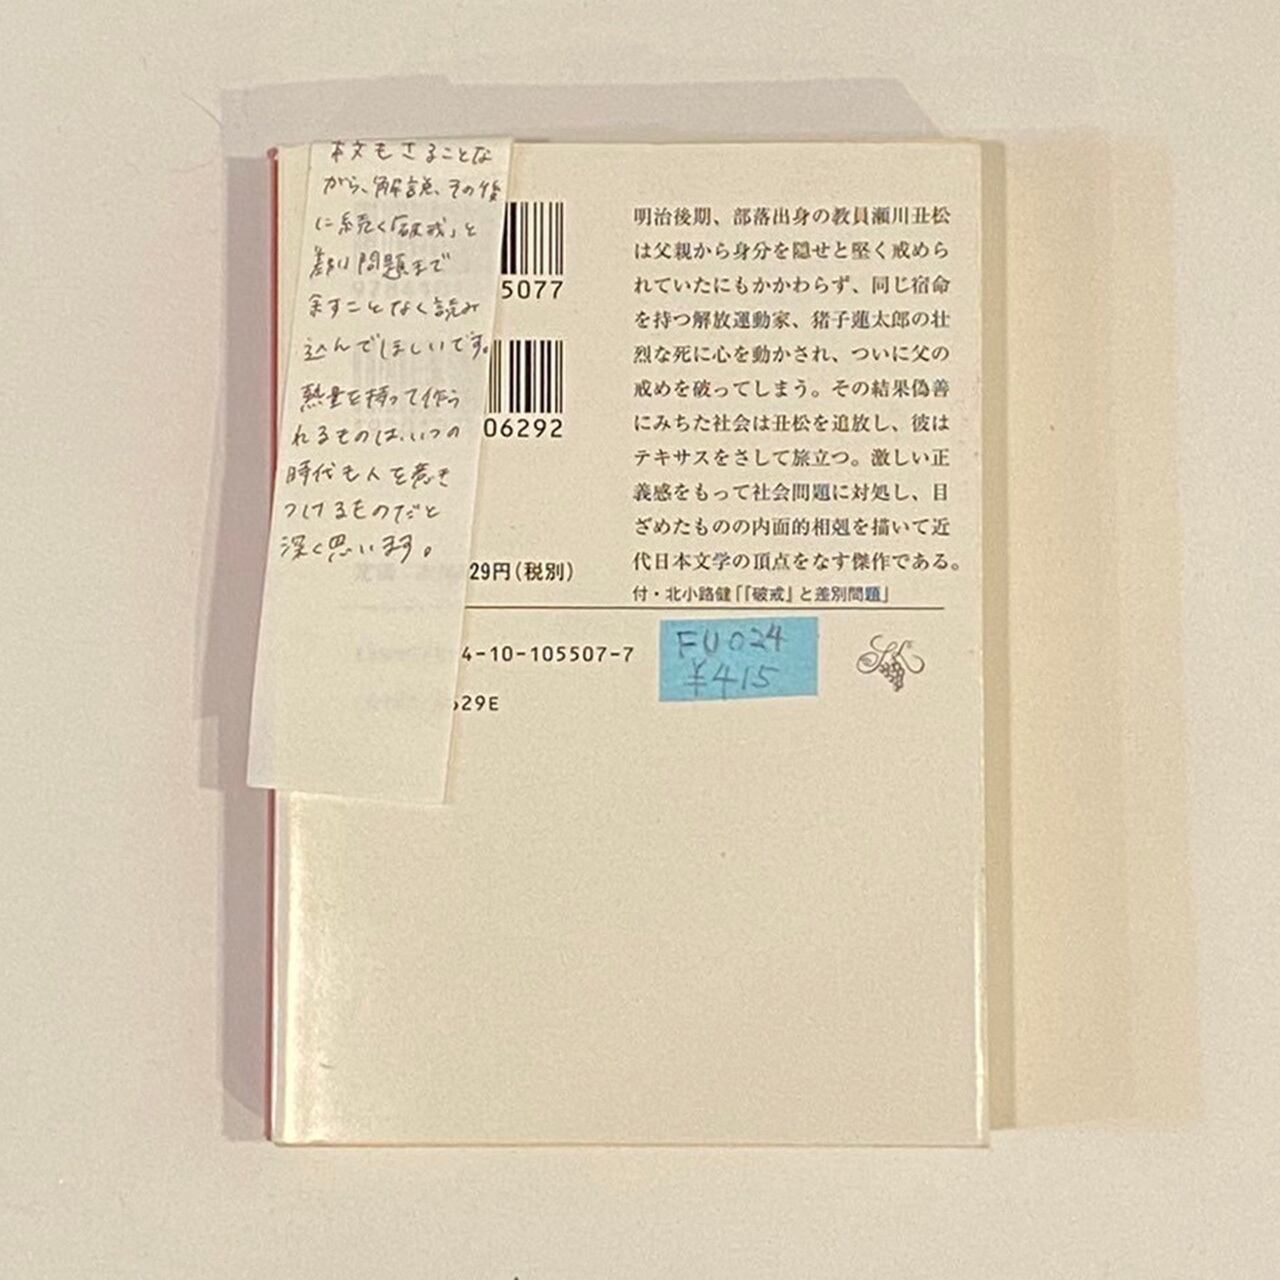 本文もさることな
がら、解説、その後
に続く「破戒」と
差別問題まで
余すことなく読み
込んでほしいです。
熱量を持って作ら
れるものは、いつの
時代も人を惹き
つけるものだと
深く思います。
5077
06292
29円(税別)
4-10-105507-7
629E
明治後期、部落出身の教員瀬川丑松
は父親から身分を隠せと堅く戒めら
れていたにもかかわらず、同じ宿命
を持つ解放運動家、猪子蓮太郎の壮
烈な死に心を動かされ、ついに父の
戒めを破ってしまう。その結果偽善
にみちた社会は丑松を追放し、彼は
テキサスをさして旅立つ。激しい正
義感をもって社会問題に対処し、目
ざめたものの内面的相剋を描いて近
代日本文学の頂点をなす傑作である。
付・北小路健「『破戒』と差別問題」
FU024
¥415